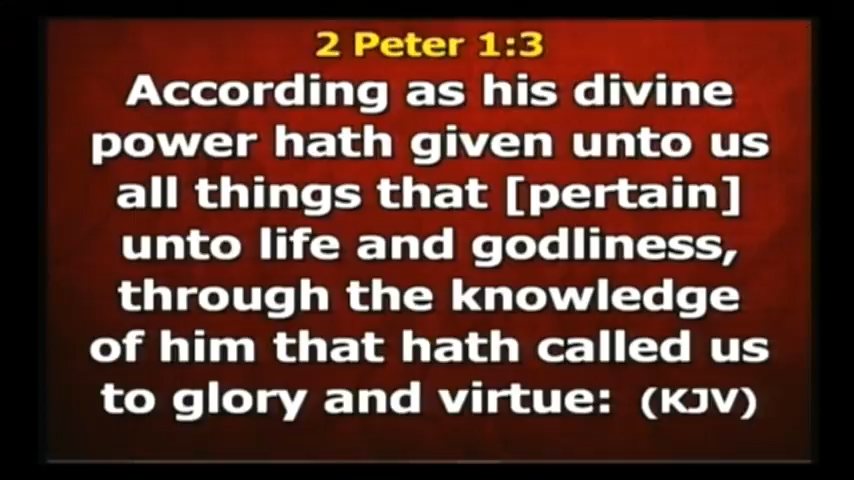 2 Peter 1:3
According as his divine
power hath given unto us
all things that [pertain]
unto life and godliness,
through the knowledge
of him that hath called us
to glory and virtue: (KJV)